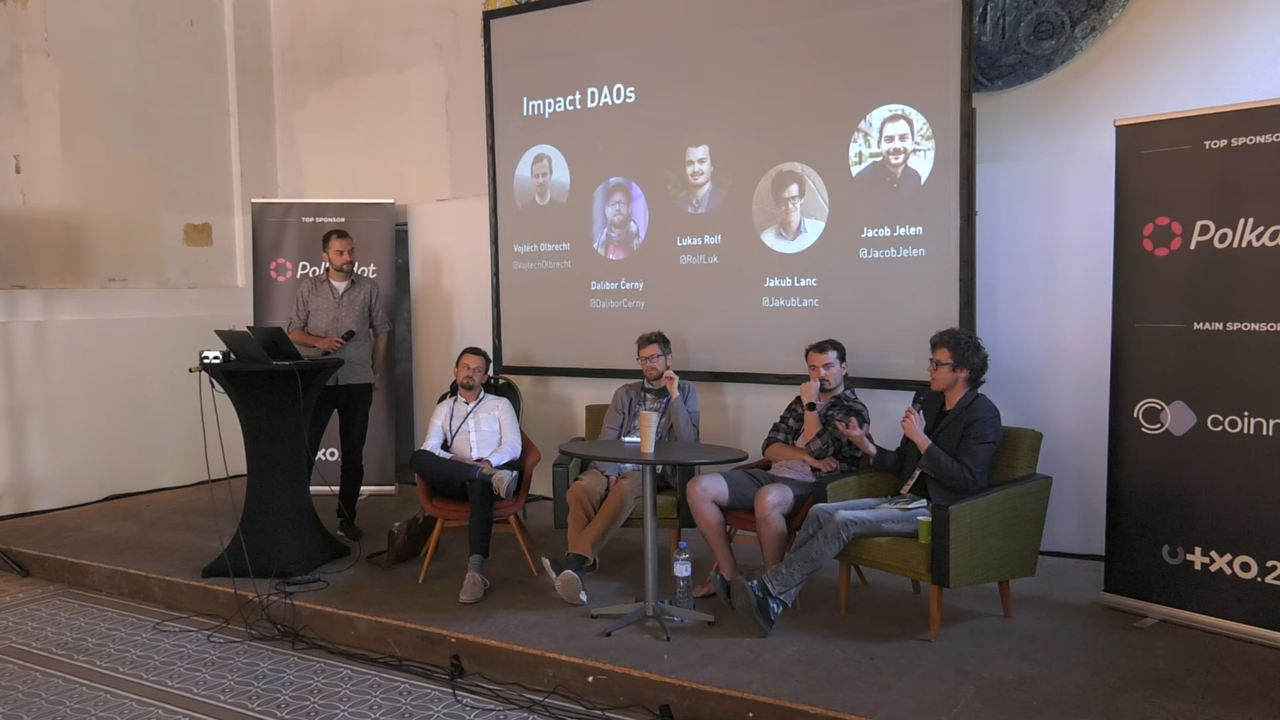 Impact DAOs
Vojtěch Olbrecht
@VojtechOlbrecht
Dalibor Černý
@DaliborCerny
Lukas Rolf
@RolfLuk
Jakub Lanc
@JakubLanc
Jacob Jelen
@JacobJelen
TOP SPONSOR
TOP SPONSO
Polka
MAIN SPONSOR
coinn